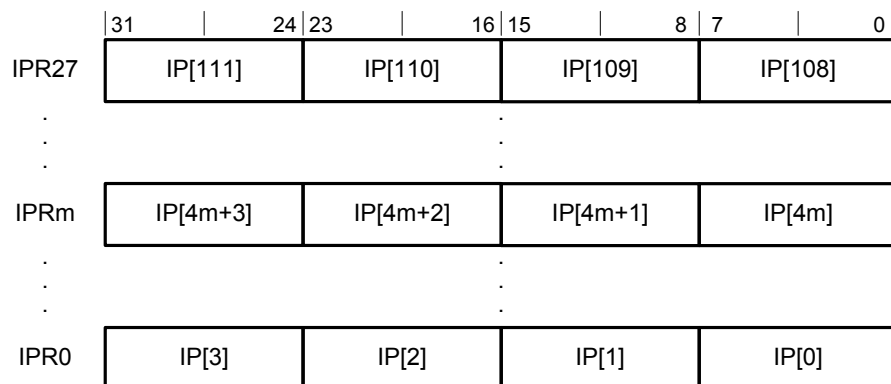 31 24 23 16 15 8 7 0
IPR27 IP[111] IP[110] IP[109] IP[108]
. .
. .
. .
IPRm IP[4m+3] IP[4m+2] IP[4m+1] IP[4m]
. .
. .
. .
IPR0 IP[3] IP[2] IP[1] IP[0]